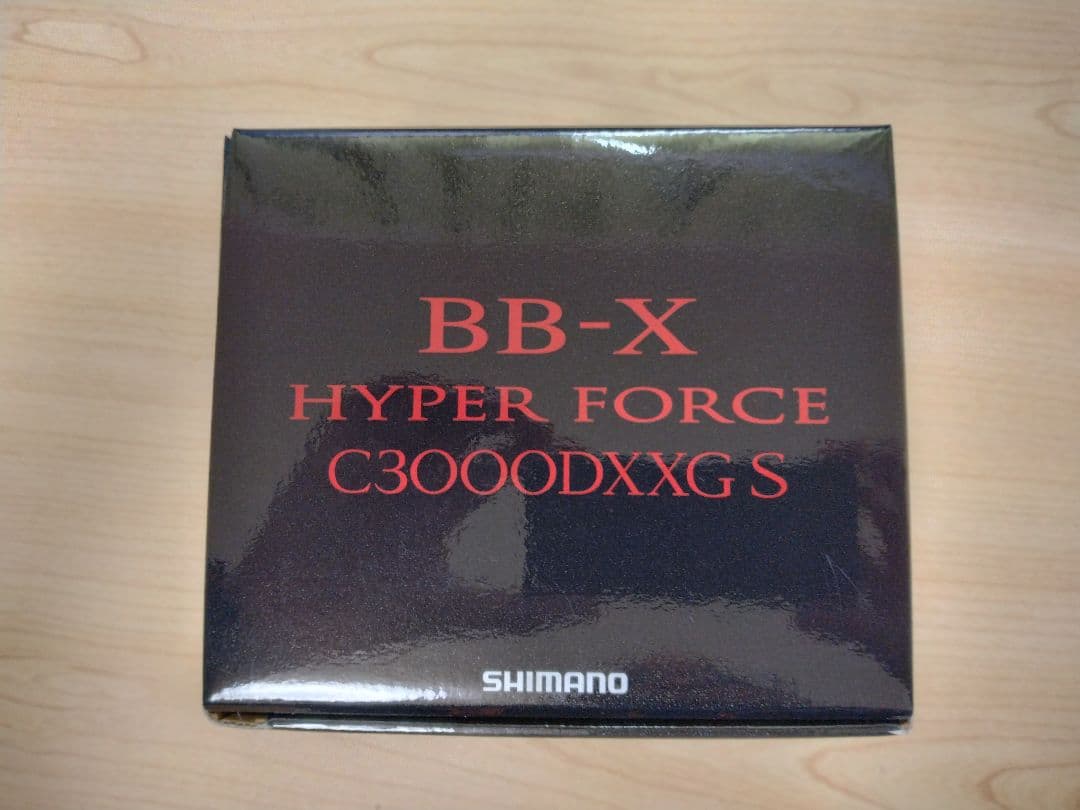 BB-X
HYPER FORCE
C3000DXXG S
SHIMANO